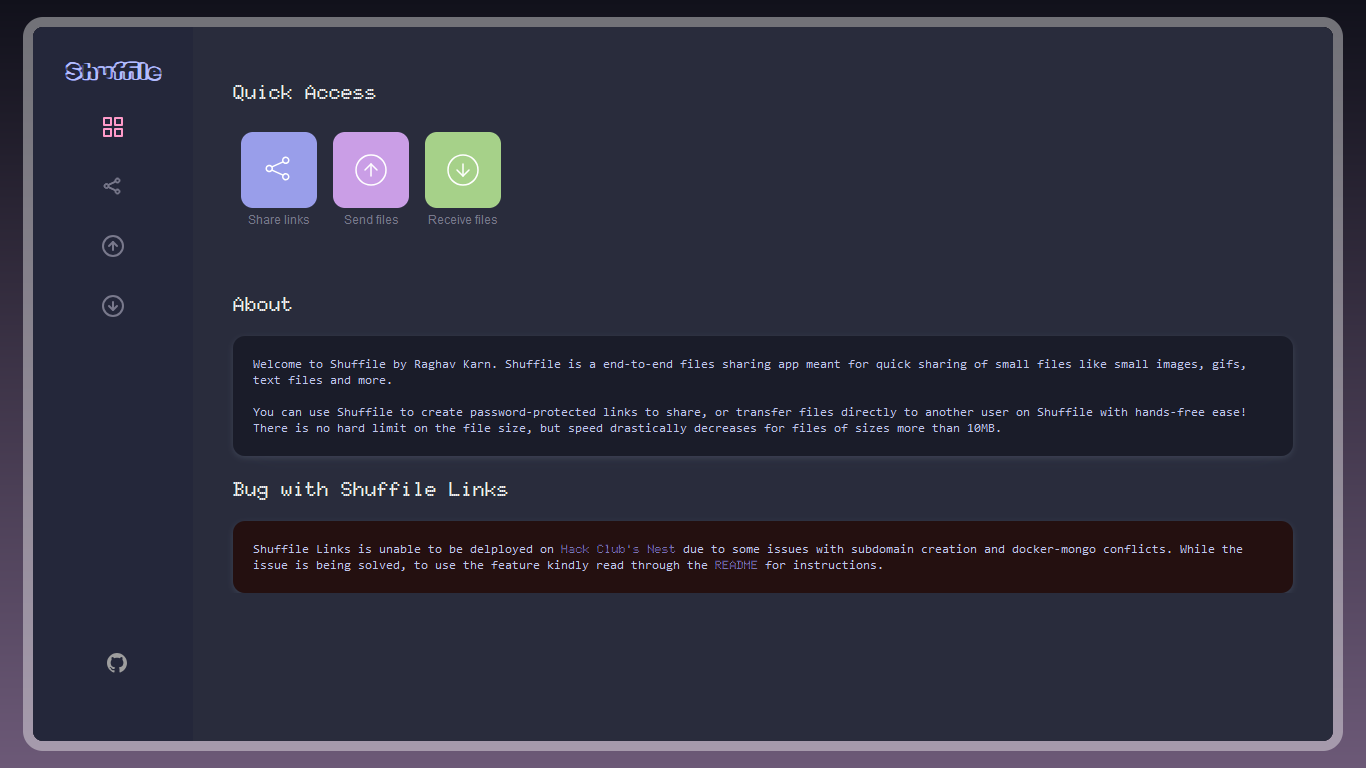 Shuffile
Quick Access
Share links
Send files
Receive files
About
Welcome to Shuffile by Raghav Karn. Shuffile is a end-to-end files sharing app meant for quick sharing of small files like small images, gifs,
text files and more.
You can use Shuffile to create password-protected links to share, or transfer files directly to another user on Shuffile with hands-free ease!
There is no hard limit on the file size, but speed drastically decreases for files of sizes more than 10MB.
Bug with Shuffile Links
Shuffile Links is unable to be delployed on Hack Club's Nest due to some issues with subdomain creation and docker-mongo conflicts. While the
issue is being solved, to use the feature kindly read through the README for instructions.